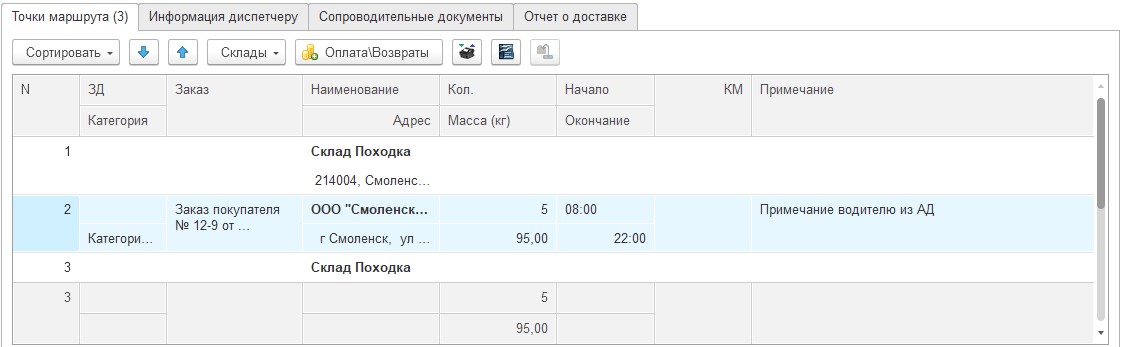 Точки маршрута (3) Информация диспетчеру Сопроводительные документы Отчет о доставке
Сортировать Склады Оплата\Возвраты
N ЗД Заказ Наименование Кол. Начало КМ Примечание
Категория Адрес Масса (кг) Окончание
1 Склад Походка
214004, Смоленс...
2 Заказ покупателя ООО "Смоленск... 5 08:00 Примечание водителю из АД
№ 12-9 от ...
Категори... г Смоленск, ул ... 95,00 22:00
3 Склад Походка
3 5
95,00